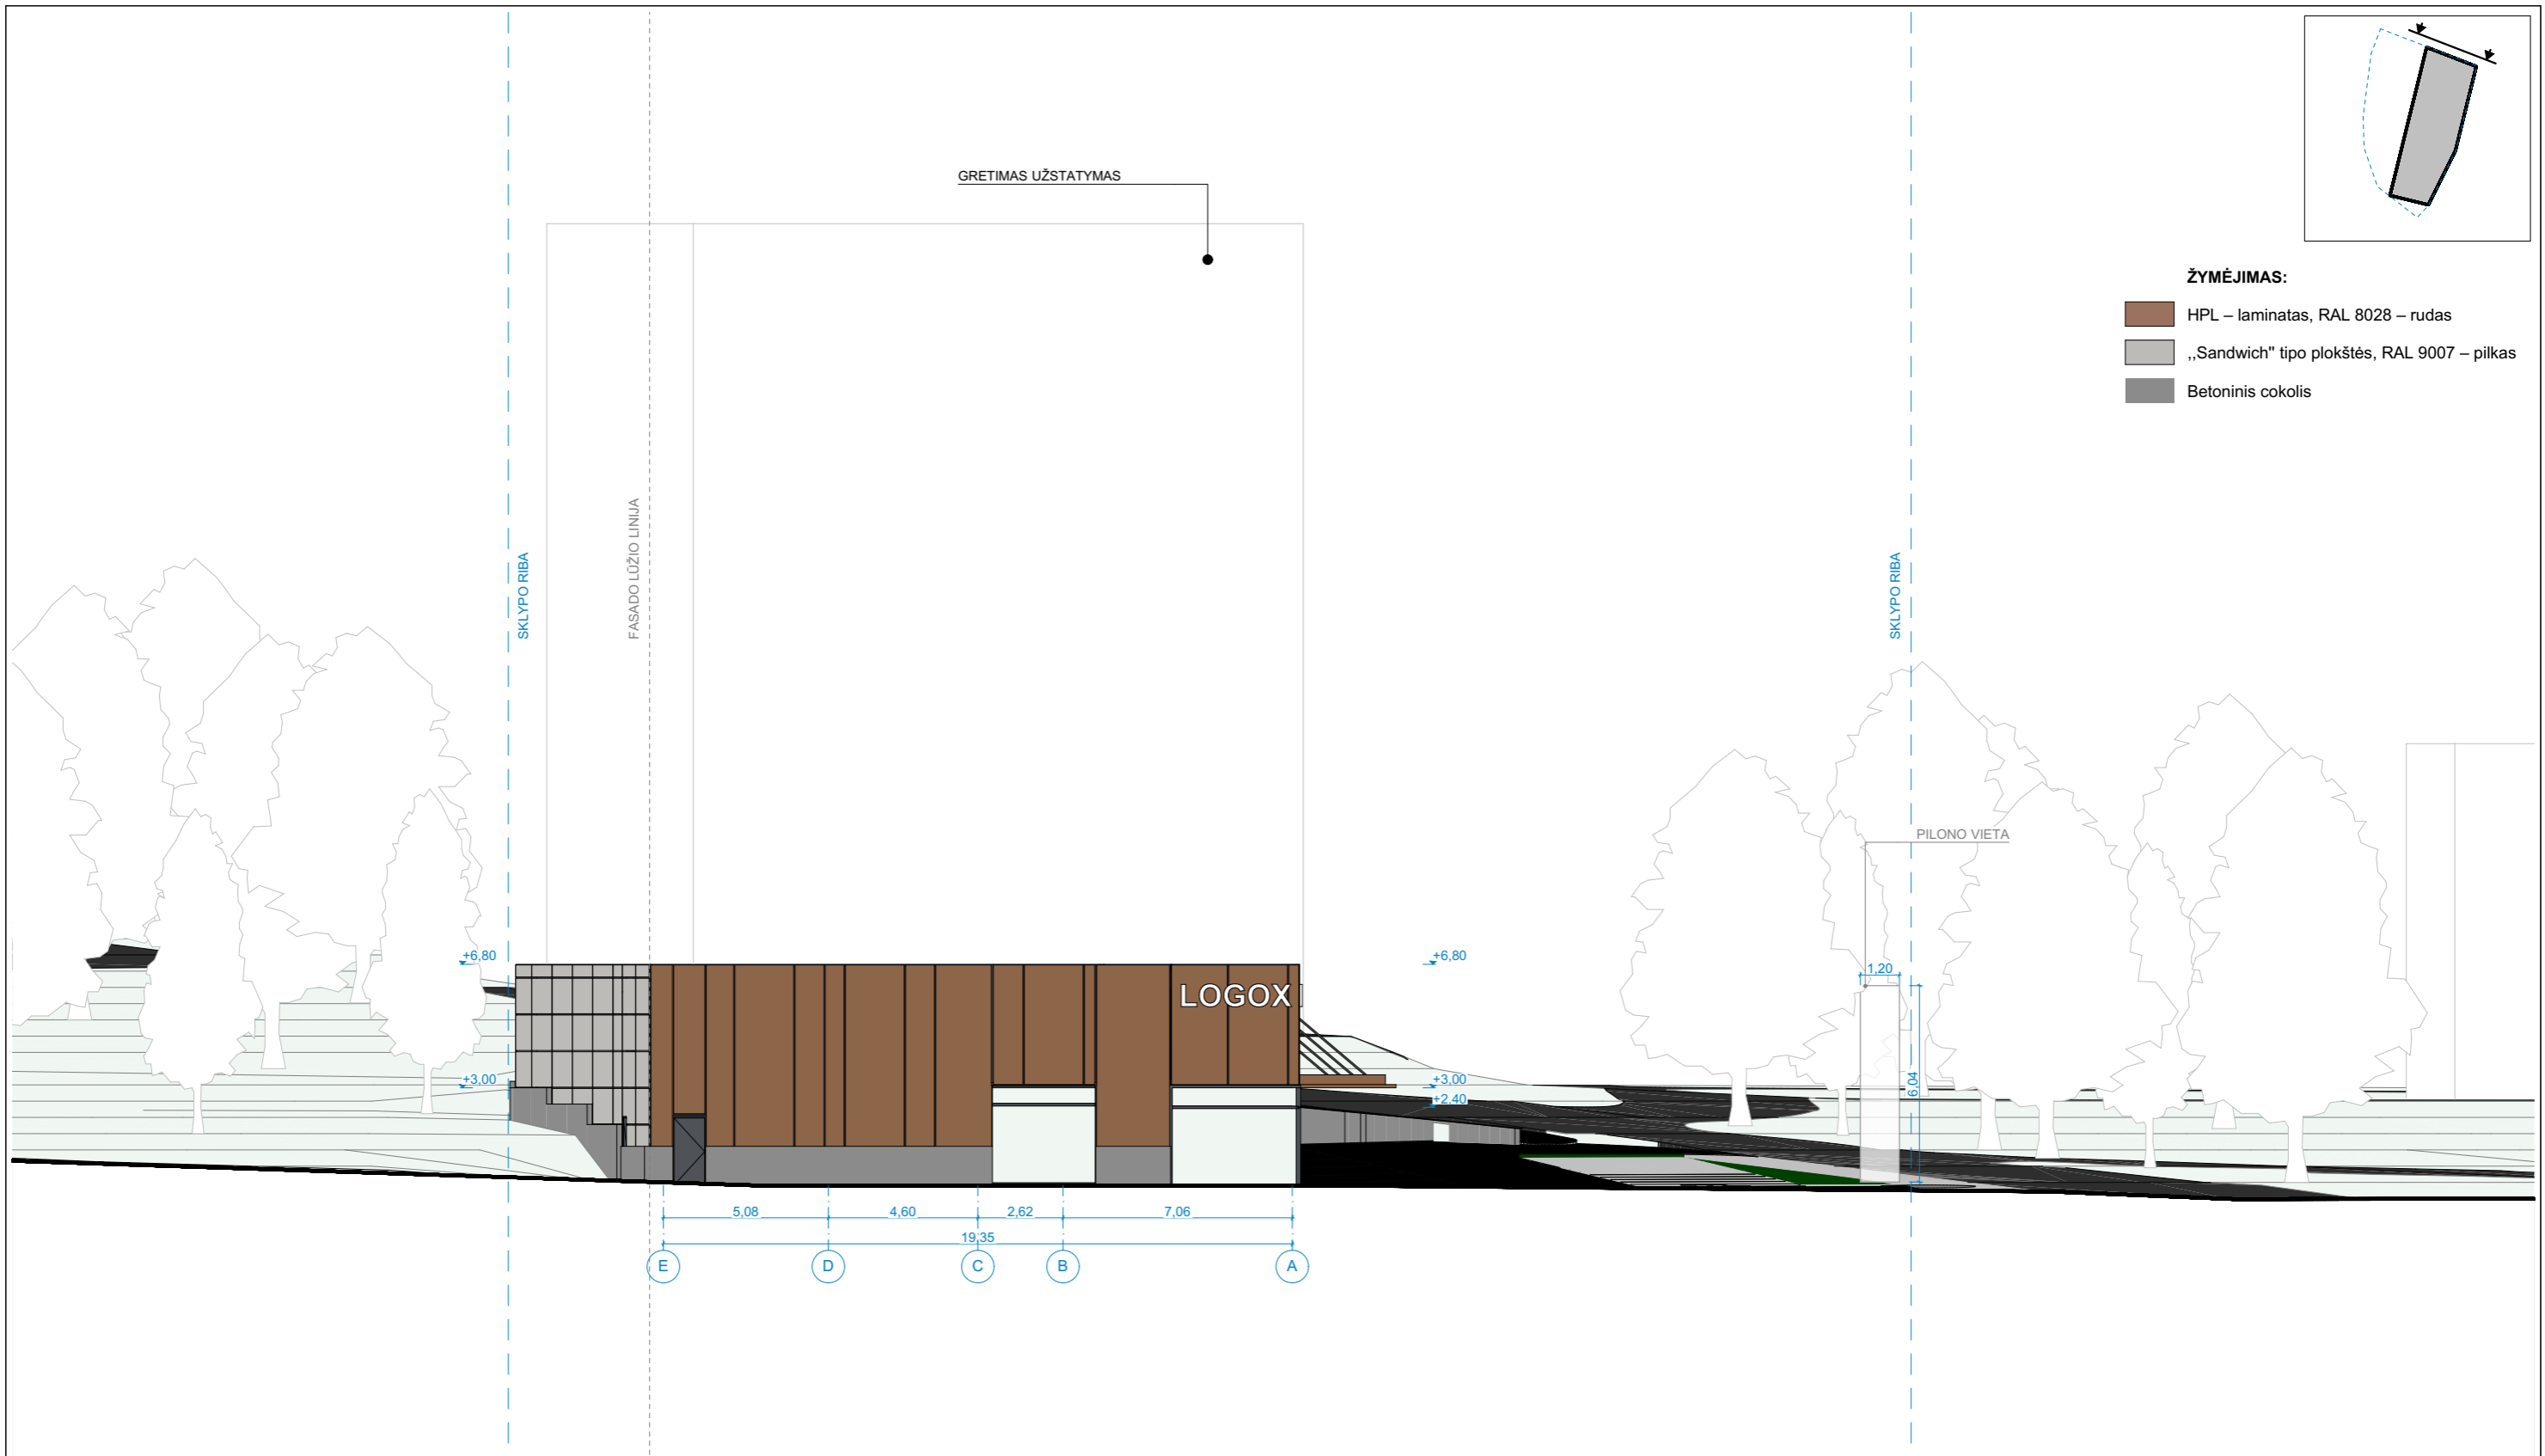 GRETIMAS UŽSTATYMAS
ŽYMĖJIMAS:
HPL – laminatas, RAL 8028 – rudas
,,Sandwich" tipo plokštės, RAL 9007 – pilkas
Betoninis cokolis
SKLYPO RIBA
FASADO LŪŽIO LINIJA
SKLYPO RIBA
PILONO VIETA
+6,80
+6,80
1,20
LOGOX
+3,00
+3,00
+2,40
6,04
5,08
4,60
2,62
7,06
19,35
E
D
C
B
A